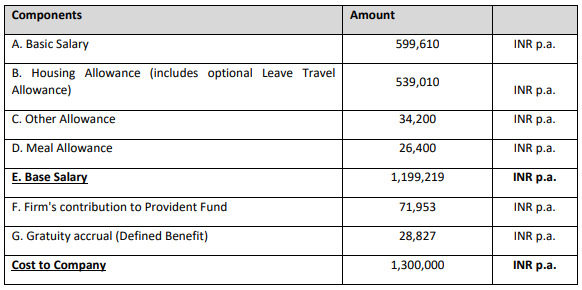 Components Amount
A. Basic Salary 599,610 INR p.a.
B. Housing Allowance (includes optional Leave Travel
Allowance) 539,010 INR p.a.
C. Other Allowance 34,200 INR p.a.
D. Meal Allowance 26,400 INR p.a.
E. Base Salary 1,199,219 INR p.a.
F. Firm's contribution to Provident Fund 71,953 INR p.a.
G. Gratuity accrual (Defined Benefit) 28,827 INR p.a.
Cost to Company 1,300,000 INR p.a.